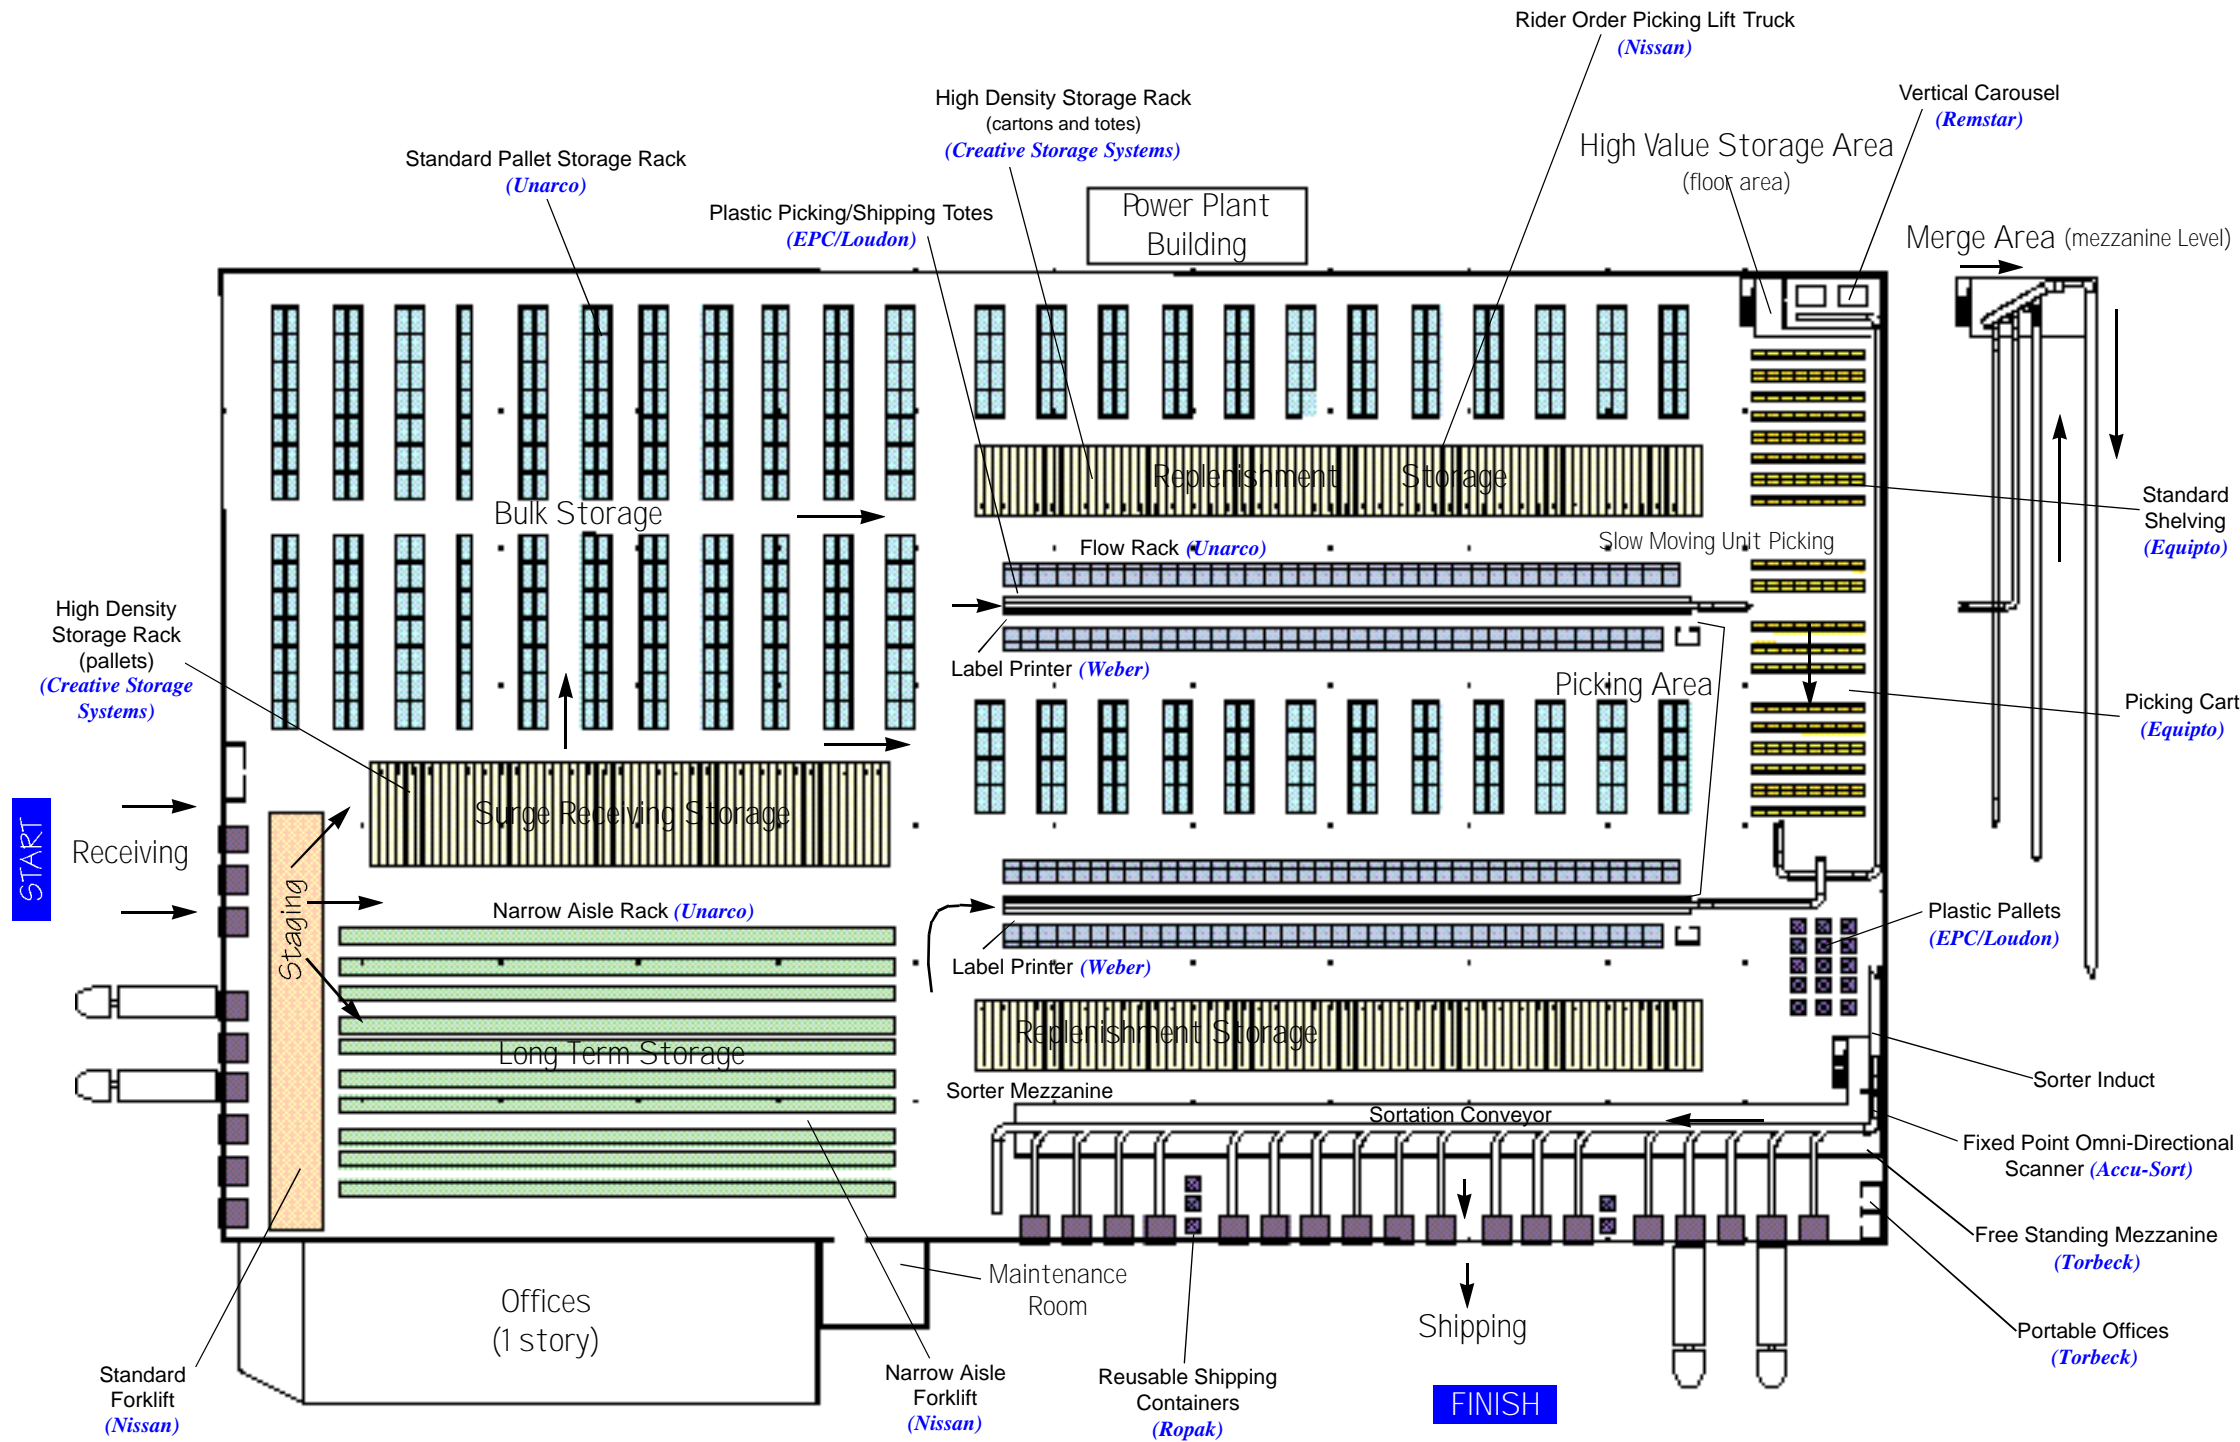 Rider Order Picking Lift Truck
(Nissan)
High Density Storage Rack
(cartons and totes)
(Creative Storage Systems)
Vertical Carousel
(Remstar)
High Value Storage Area
(floor area)
Standard Pallet Storage Rack
(Unarco)
Plastic Picking/Shipping Totes
(EPC/Loudon)
Power Plant
Building
Merge Area (mezzanine Level)
Replenishment Storage
Bulk Storage
Standard
Shelving
(Equipto)
Flow Rack (Unarco)
Slow Moving Unit Picking
High Density
Storage Rack
(pallets)
(Creative Storage
Systems)
Label Printer (Weber)
Picking Area
Picking Cart
(Equipto)
START
Receiving
Surge Receiving Storage
Staging
Narrow Aisle Rack (Unarco)
Plastic Pallets
(EPC/Loudon)
Label Printer (Weber)
Long Term Storage
Replenishment Storage
Sorter Induct
Sorter Mezzanine
Sortation Conveyor
Fixed Point Omni-Directional
Scanner (Accu-Sort)
Free Standing Mezzanine
(Torbeck)
Maintenance
Room
Offices
(1 story)
Shipping
Portable Offices
(Torbeck)
Standard
Forklift
(Nissan)
Narrow Aisle
Forklift
(Nissan)
Reusable Shipping
Containers
(Ropak)
FINISH